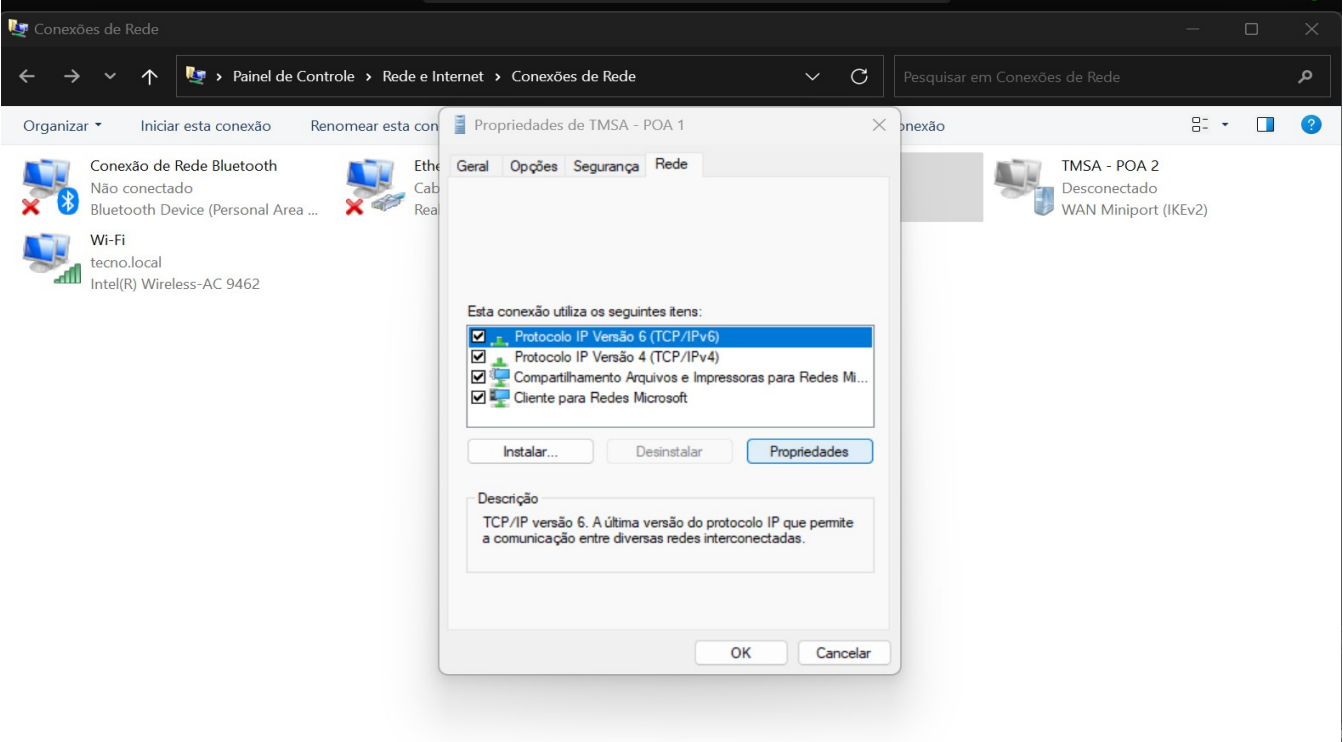 Conexões de Rede
Painel de Controle > Rede e Internet > Conexões de Rede
Pesquisar em Conexões de Rede
Organizar
Iniciar esta conexão
Renomear esta con
nexão
Conexão de Rede Bluetooth
Não conectado
Bluetooth Device (Personal Area ...
Ethe
Cab
Rea
TMSA - POA 2
Desconectado
WAN Miniport (IKEv2)
Wi-Fi
tecno.local
Intel(R) Wireless-AC 9462
Propriedades de TMSA - POA 1
Geral Opções Segurança Rede
Esta conexão utiliza os seguintes itens:
Protocolo IP Versão 6 (TCP/IPv6)
Protocolo IP Versão 4 (TCP/IPv4)
Compartilhamento Arquivos e Impressoras para Redes Mi...
Cliente para Redes Microsoft
Instalar... Desinstalar Propriedades
Descrição
TCP/IP versão 6. A última versão do protocolo IP que permite
a comunicação entre diversas redes interconectadas.
OK Cancelar